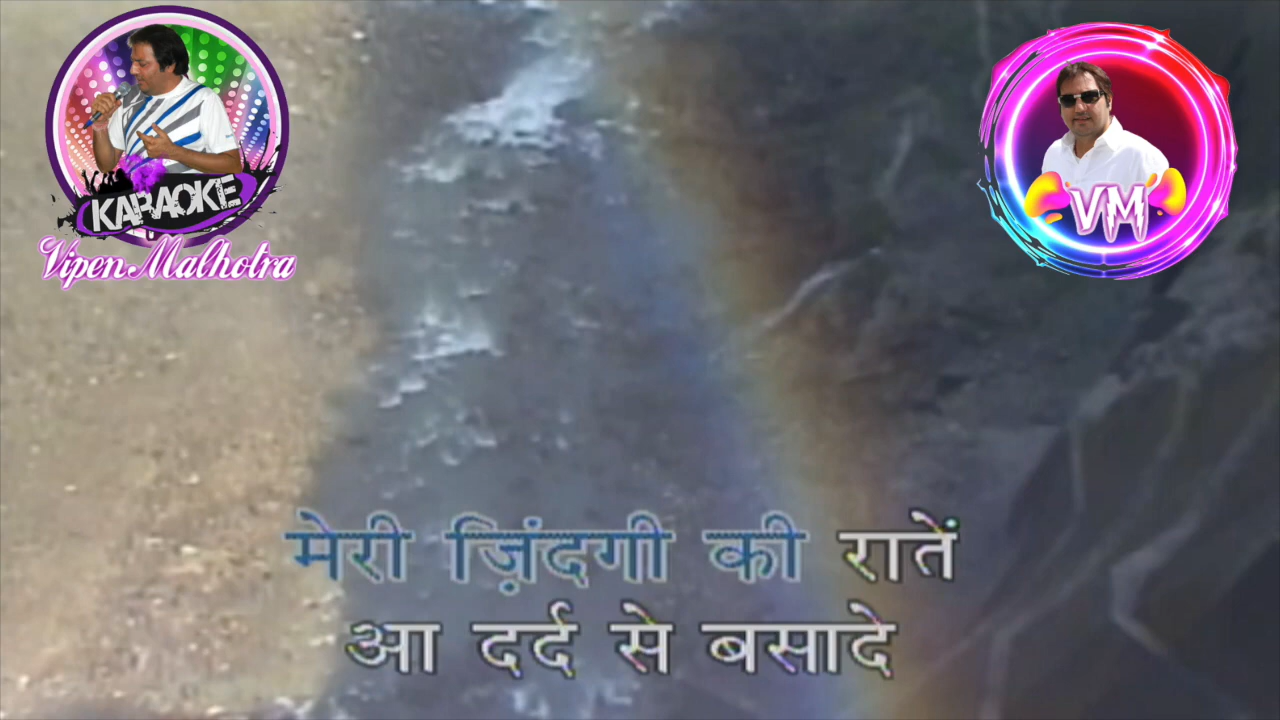 KARAOKE
Vipen Malhotra
VM
मेरी ज़िंदगी की रातें
आ दर्द से बसादे